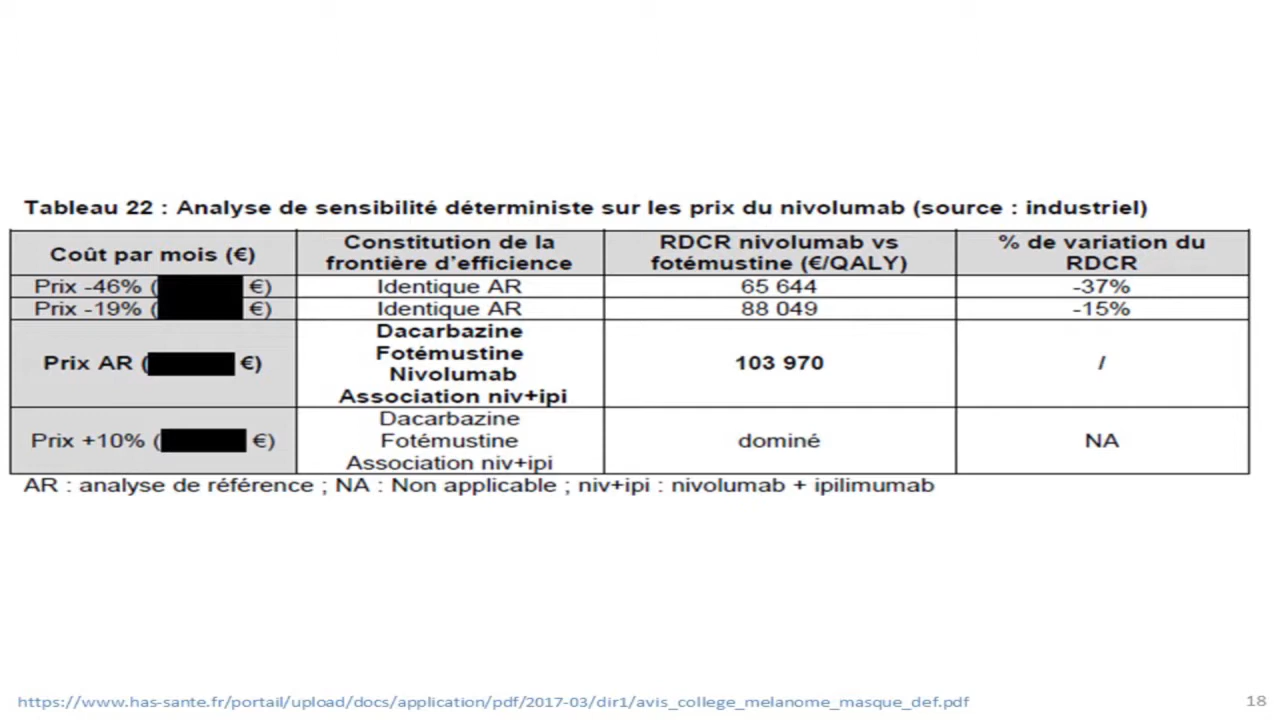 Tableau 22 : Analyse de sensibilité déterministe sur les prix du nivolumab (source : industriel)
Coût par mois (€)
Constitution de la frontière d’efficience
RDCR nivolumab vs fotémustine (€/QALY)
% de variation du RDCR
Prix -46% ( €) Identique AR 65 644 -37%
Prix -19% ( €) Identique AR 88 049 -15%
Prix AR ( €)
Dacarbazine
Fotémustine
Nivolumab
Association niv+ipi
103 970
/
Prix +10% ( €)
Dacarbazine
Fotémustine
Association niv+ipi
dominé
NA
AR : analyse de référence ; NA : Non applicable ; niv+ipi : nivolumab + ipilimumab
https://www.has-sante.fr/portail/upload/docs/application/pdf/2017-03/dir1/avis_college_melanome_masque_def.pdf
18